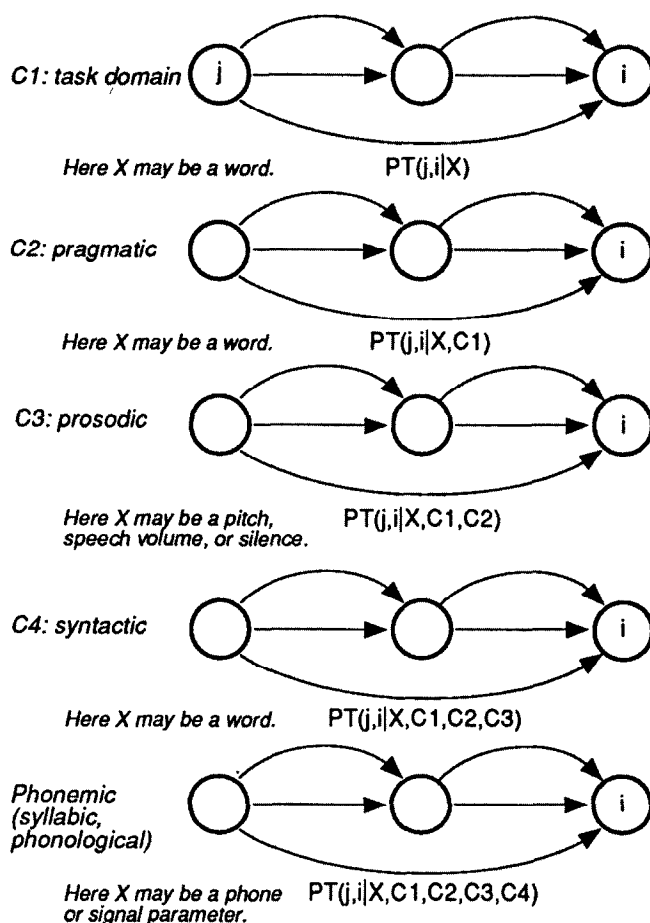 C1: task domain j i
Here X may be a word. PT(j,i|X)
C2: pragmatic i
Here X may be a word. PT(j,i|X,C1)
C3: prosodic i
Here X may be a pitch, PT(j,i|X,C1,C2)
speech volume, or silence.
C4: syntactic i
Here X may be a word. PT(j,i|X,C1,C2,C3)
Phonemic
(syllabic, i
phonological)
Here X may be a phone PT(j,i|X,C1,C2,C3,C4)
or signal parameter.